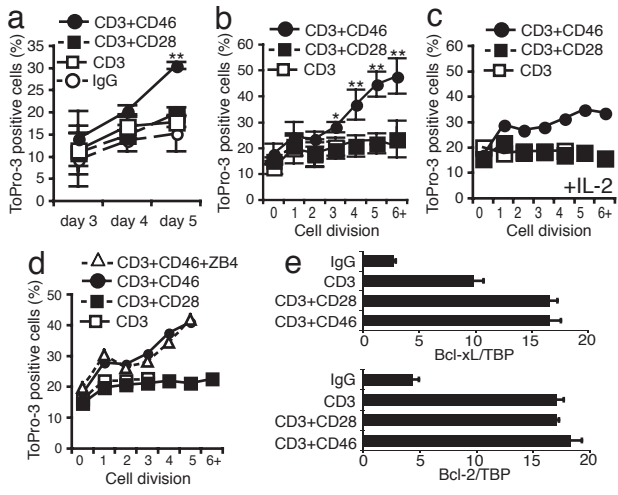 a
CD3+CD46
CD3+CD28
CD3
IgG
ToPro-3 positive cells (%)
35
30
25
20
15
10
5
0
**
day 3
day 4
day 5
b
CD3+CD46
CD3+CD28
CD3
ToPro-3 positive cells (%)
60
50
40
30
20
10
0
*
**
**
**
0 1 2 3 4 5 6+
Cell division
c
CD3+CD46
CD3+CD28
CD3
ToPro-3 positive cells (%)
60
50
40
30
20
10
0
+IL-2
0 1 2 3 4 5 6+
Cell division
d
CD3+CD46+ZB4
CD3+CD46
CD3+CD28
CD3
ToPro-3 positive cells (%)
50
40
30
20
10
0
0 1 2 3 4 5 6+
Cell division
e
IgG
CD3
CD3+CD28
CD3+CD46
0 5 10 15 20
Bcl-xL/TBP
IgG
CD3
CD3+CD28
CD3+CD46
0 5 10 15 20
Bcl-2/TBP